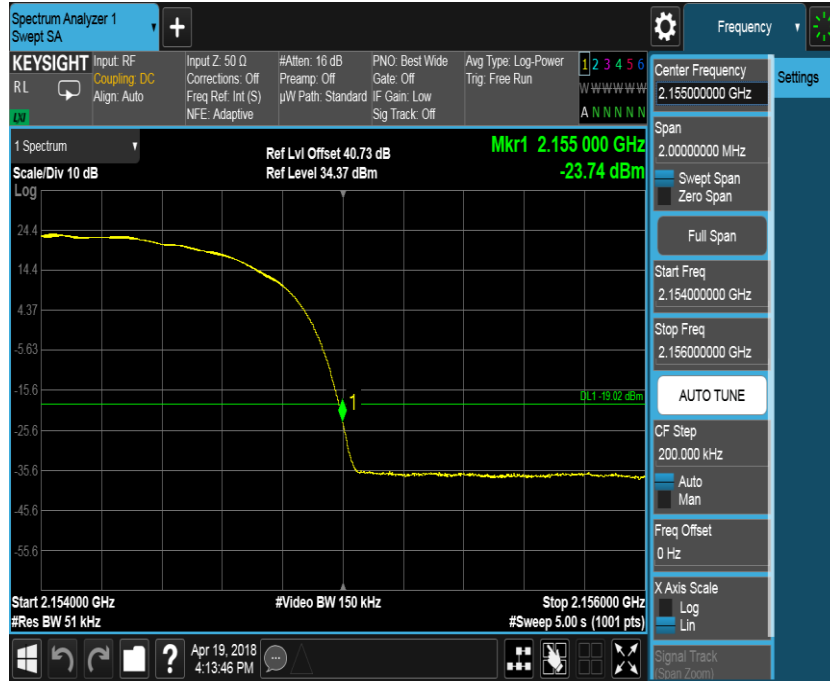 Spectrum Analyzer 1
Swept SA
+
Frequency
KEYSIGHT
RL
LXI
Input: RF
Coupling: DC
Align: Auto
Input Z: 50 Ω
Corrections: Off
Freq Ref: Int (S)
NFE: Adaptive
#Atten: 16 dB
Preamp: Off
µW Path: Standard
PNO: Best Wide
Gate: Off
IF Gain: Low
Sig Track: Off
Avg Type: Log-Power
Trig: Free Run
1 2 3 4 5 6
W W W W W W
A N N N N N
Center Frequency
2.155000000 GHz
Settings
1 Spectrum
Scale/Div 10 dB
Log
Ref Lvl Offset 40.73 dB
Ref Level 34.37 dBm
Mkr1 2.155 000 GHz
-23.74 dBm
Span
2.00000000 MHz
Swept Span
Zero Span
Full Span
Start Freq
2.154000000 GHz
Stop Freq
2.156000000 GHz
AUTO TUNE
CF Step
200.000 kHz
Auto
Man
Freq Offset
0 Hz
X Axis Scale
Log
Lin
Signal Track
(Span Zoom)
24.4
14.4
4.37
-5.63
-15.6
-25.6
-35.6
-45.6
-55.6
DL1 -19.02 dBm
1
Start 2.154000 GHz
#Res BW 51 kHz
#Video BW 150 kHz
Stop 2.156000 GHz
#Sweep 5.00 s (1001 pts)
?
Apr 19, 2018
4:13:46 PM